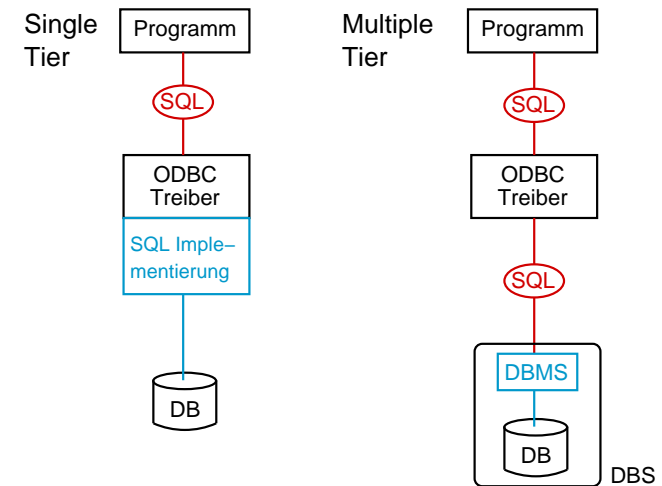 Single
Tier
Programm
SQL
ODBC
Treiber
SQL Imple−
mentierung
DB
Multiple
Tier
Programm
SQL
ODBC
Treiber
SQL
DBMS
DB
DBS